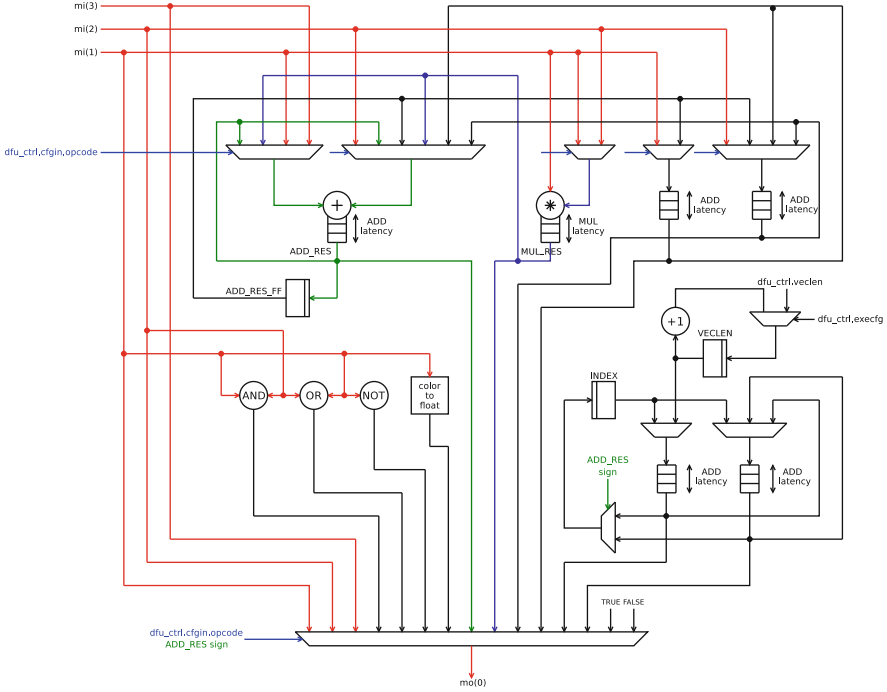 mi(3)
mi(2)
mi(1)
dfu_ctrl.cfgin.opcode
+
ADD
latency
*
MUL
latency
ADD
latency
ADD
latency
ADD_RES
MUL_RES
ADD_RES_FF
dfu_ctrl.veclen
+1
dfu_ctrl.execfg
VECLEN
INDEX
AND
OR
NOT
color
to
float
ADD_RES
sign
ADD
latency
ADD
latency
TRUE FALSE
dfu_ctrl.cfgin.opcode
ADD_RES sign
mo(0)